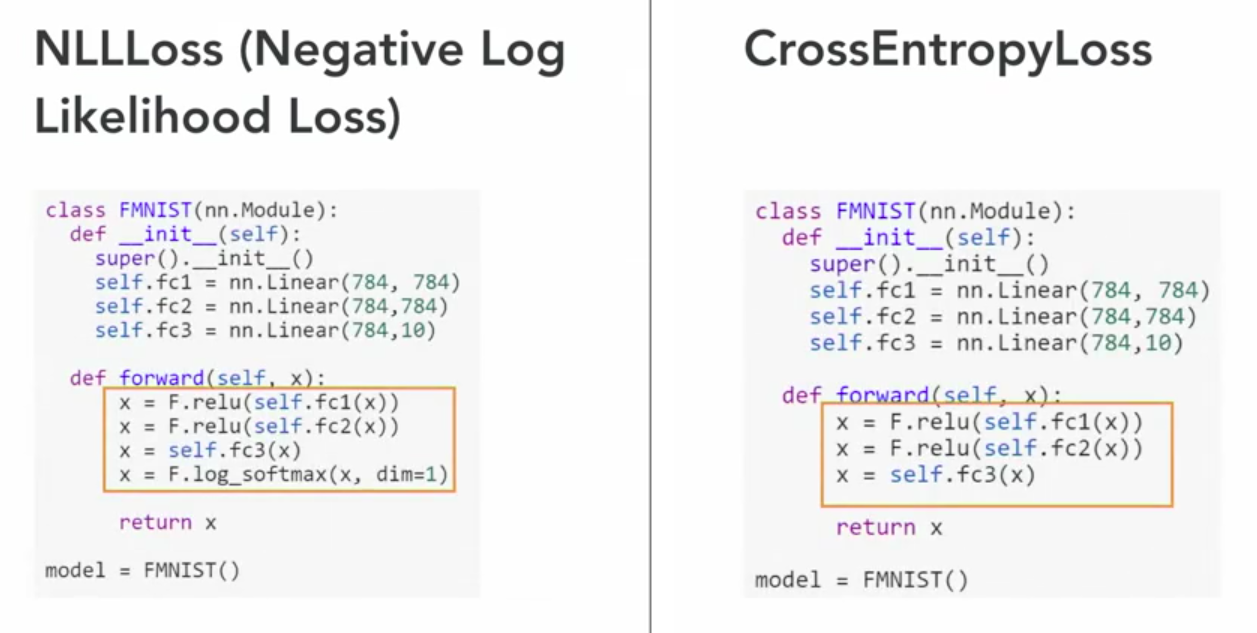 NLLLoss (Negative Log
Likelihood Loss)
class FMNIST(nn.Module):
  def __init__(self):
    super().__init__()
    self.fc1 = nn.Linear(784, 784)
    self.fc2 = nn.Linear(784,784)
    self.fc3 = nn.Linear(784,10)
  def forward(self, x):
      x = F.relu(self.fc1(x))
      x = F.relu(self.fc2(x))
      x = self.fc3(x)
      x = F.log_softmax(x, dim=1)
      return x
model = FMNIST()
CrossEntropyLoss
class FMNIST(nn.Module):
  def __init__(self):
    super().__init__()
    self.fc1 = nn.Linear(784, 784)
    self.fc2 = nn.Linear(784,784)
    self.fc3 = nn.Linear(784,10)
  def forward(self, x):
      x = F.relu(self.fc1(x))
      x = F.relu(self.fc2(x))
      x = self.fc3(x)
      return x
model = FMNIST()